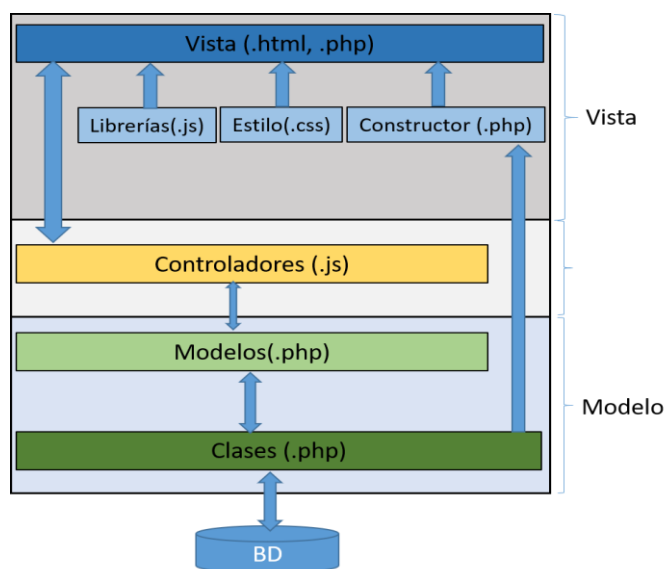 Vista (.html, .php)
Librerías(.js)
Estilo(.css)
Constructor (.php)
Vista
Controladores (.js)
Modelos(.php)
Modelo
Clases (.php)
BD